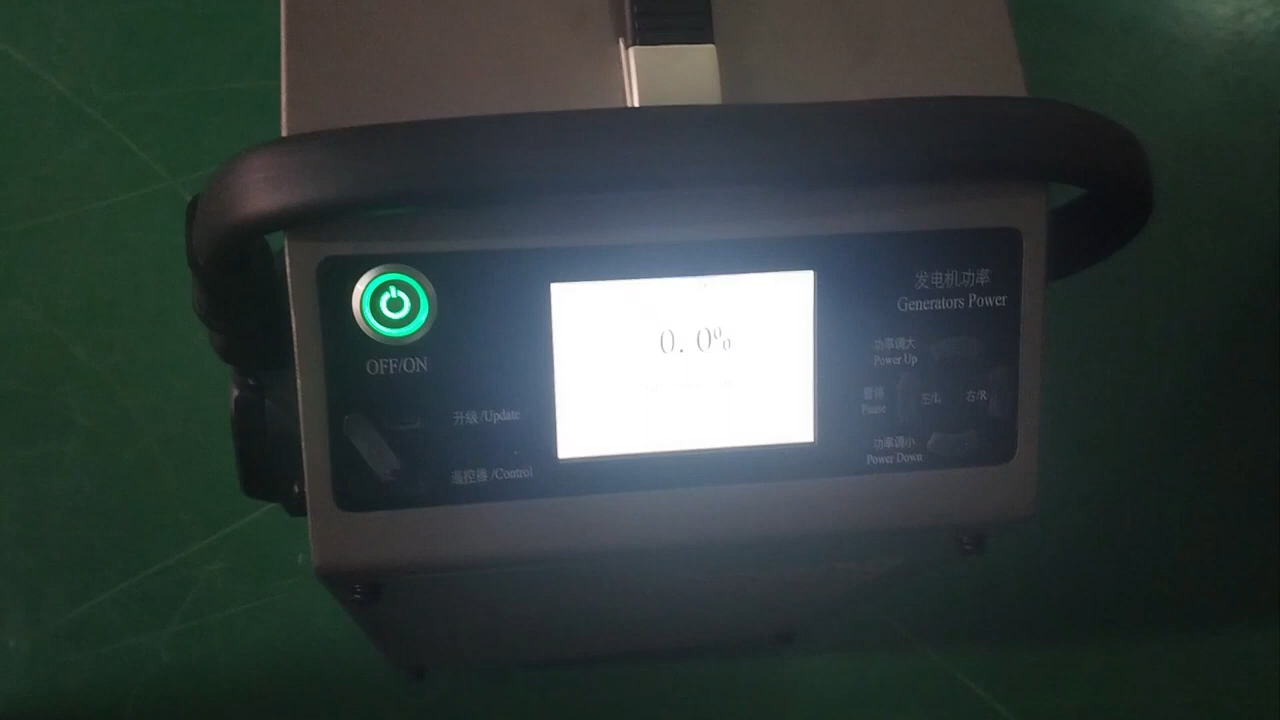 OFF/ON
升级/Update
温控器/Control
0.0%
发电机功率
Generators Power
功率调大
Power Up
暂停
Pause
左/L
右/R
功率调小
Power Down